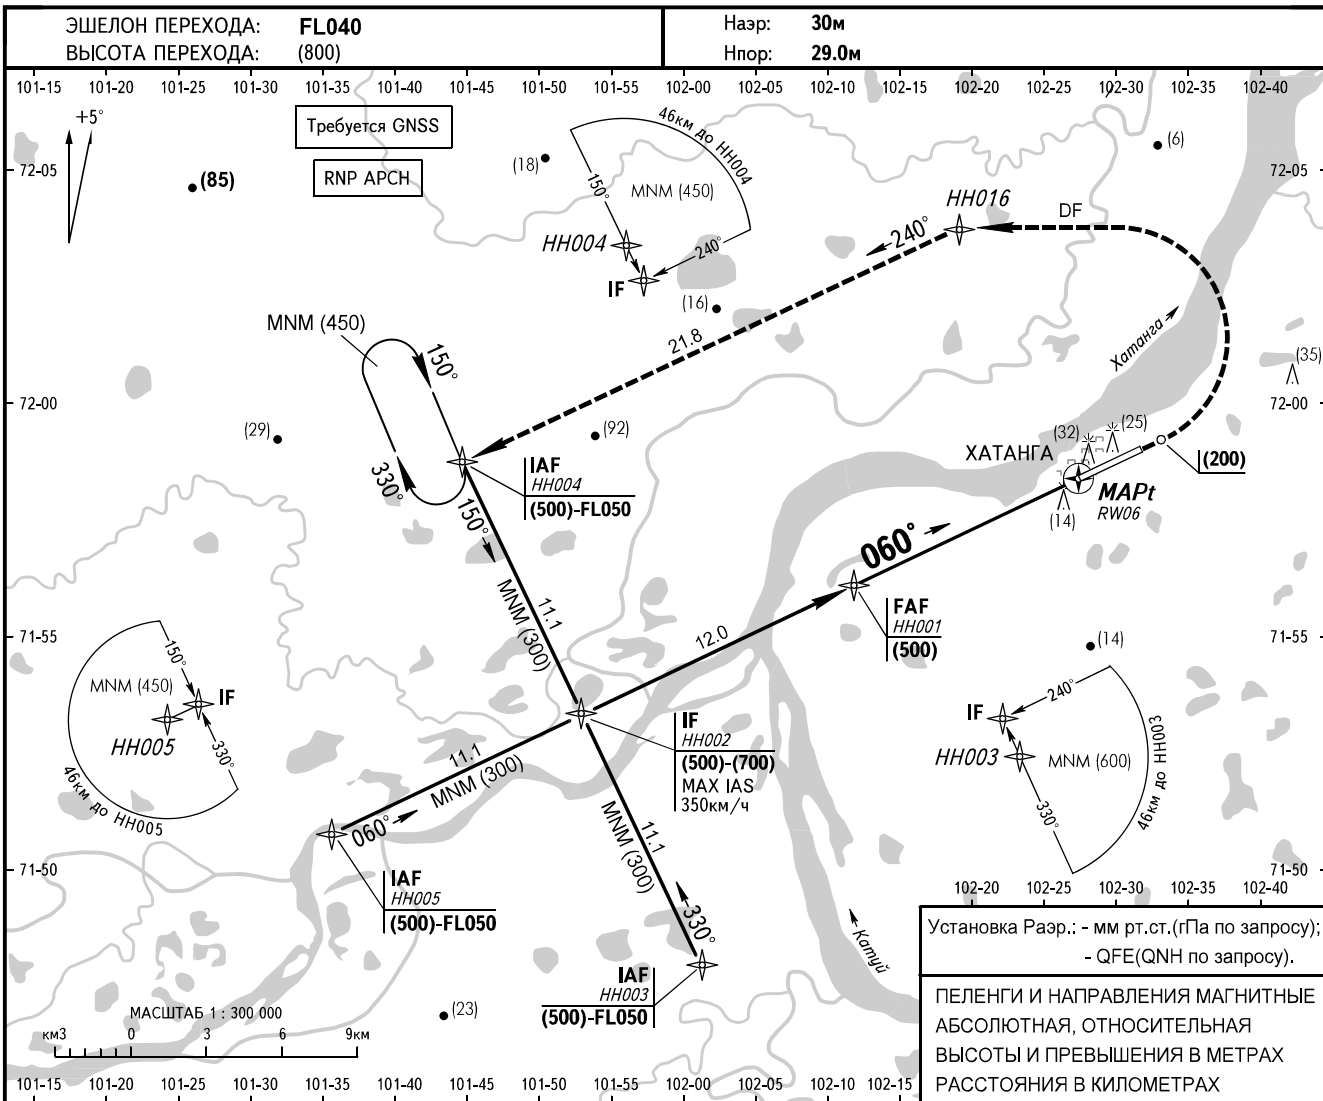 ЭШЕЛОН ПЕРЕХОДА: FL040
ВЫСОТА ПЕРЕХОДА: (800)
Наэр: 30м
Нпор: 29.0м
101-15 101-20 101-30 101-35 101-40 101-45 101-50 101-55 102-00 102-05 102-10 102-15 102-20 102-25 102-30 102-35 102-40
+5°
Требуется GNSS
RNP APCH
46км до HH004
(18)
(6)
72-05
(85)
72-05
150°
MNM (450)
HH004
240°
IF
HH016
DF
240°
(16)
MNM (450)
150°
21.8
Хатанга
(35)
72-00
72-00
(29)
(92)
(32)
(25)
ХАТАНГА
(200)
330°
IAF
HH004
(500)-FL050
MAPt
RW06
(14)
150°
060°
11.1
MNM (300)
FAF
HH001
(500)
12.0
71-55
71-55
(14)
150°
MNM (450)
IF
HH005
330°
46км до HH005
240°
IF
HH003
MNM (600)
330°
46км до HH003
IF
HH002
(500)-(700)
MAX IAS
350км/ч
11.1
MNM (300)
060°
11.1
MNM (300)
71-50
71-50
IAF
HH005
(500)-FL050
330°
102-20 102-25 102-30 102-35 102-40
Катуй
IAF
HH003
(500)-FL050
Установка Раэр.: - мм рт.ст.(гПа по запросу);
- QFE(QNH по запросу).
(23)
МАСШТАБ 1 : 300 000
км3 0 3 6 9км
ПЕЛЕНГИ И НАПРАВЛЕНИЯ МАГНИТНЫЕ
АБСОЛЮТНАЯ, ОТНОСИТЕЛЬНАЯ
ВЫСОТЫ И ПРЕВЫШЕНИЯ В МЕТРАХ
РАССТОЯНИЯ В КИЛОМЕТРАХ
101-15 101-20 101-25 101-30 101-35 101-40 101-45 101-50 101-55 102-00 102-05 102-10 102-15